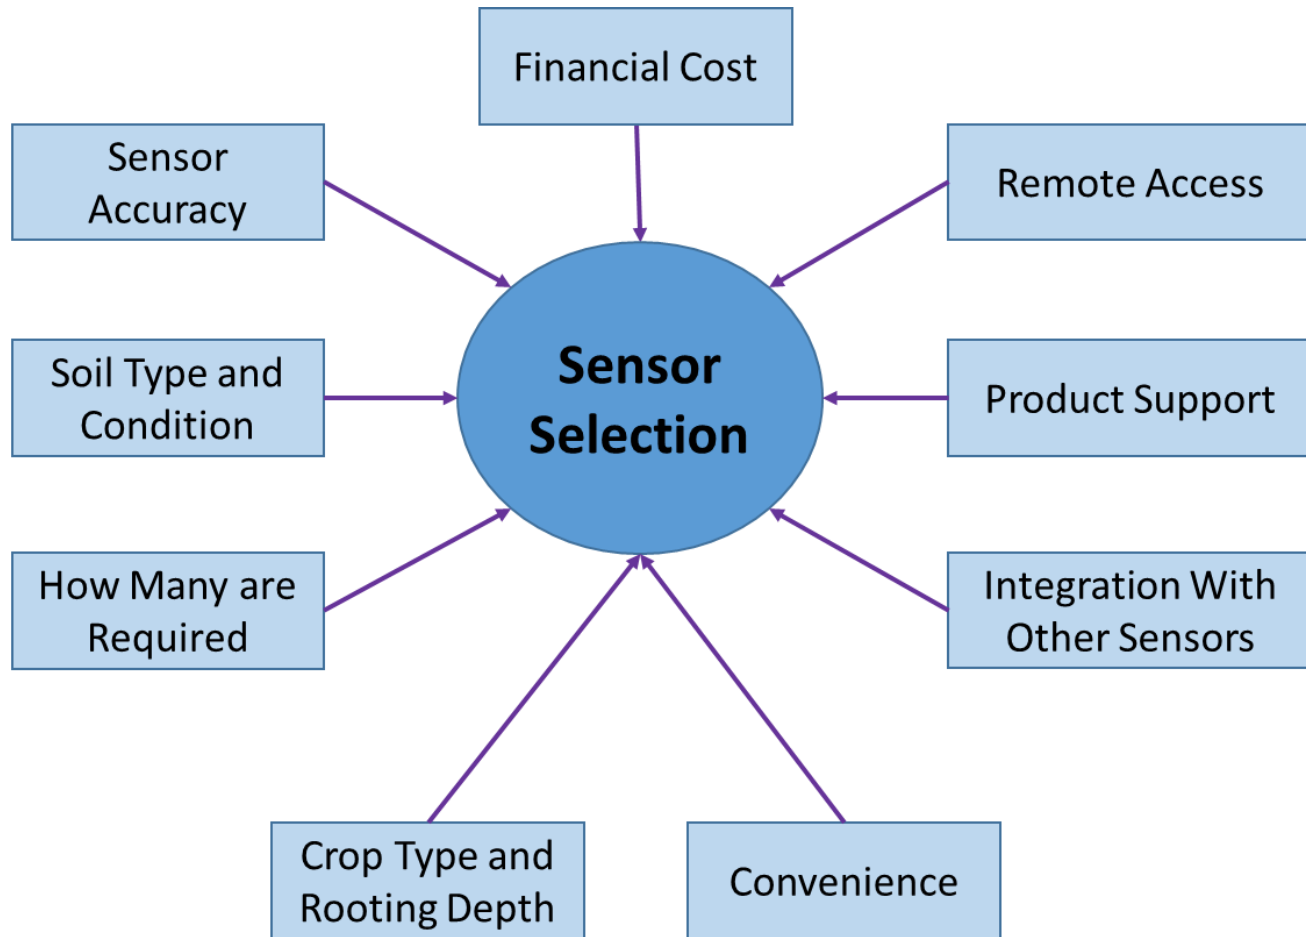 Financial Cost
Sensor
Accuracy
Remote Access
Soil Type and
Condition
Sensor
Selection
Product Support
How Many are
Required
Integration With
Other Sensors
Crop Type and
Rooting Depth
Convenience